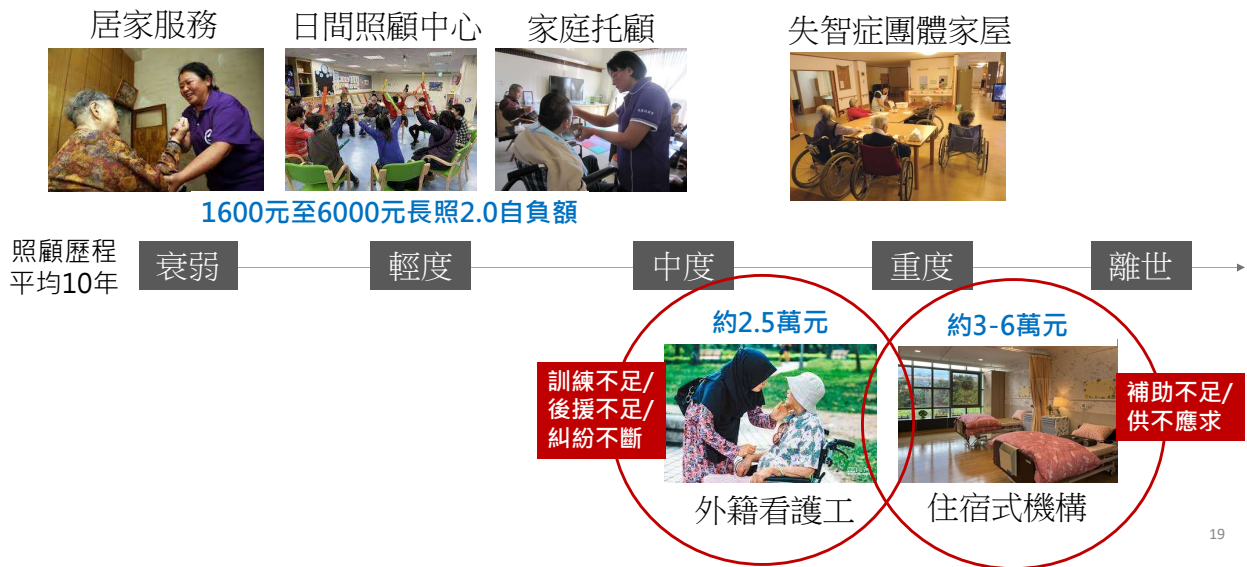 居家服務
日間照顧中心
家庭托顧
失智症團體家屋
1600元至6000元長照2.0自負額
照顧歷程
平均10年
衰弱
輕度
中度
重度
離世
約2.5萬元
約3-6萬元
訓練不足/
後援不足/
糾紛不斷
補助不足/
供不應求
外籍看護工
住宿式機構
19